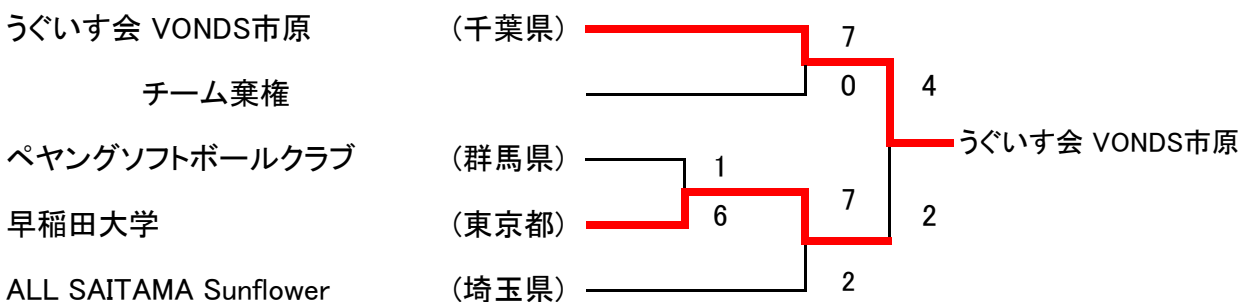 うぐいす会 VONDS市原 (千葉県) 7
チーム棄権 0 4
うぐいす会 VONDS市原
ペヤングソフトボールクラブ (群馬県) 1
早稲田大学 (東京都) 6 7 2
ALL SAITAMA Sunflower (埼玉県) 2